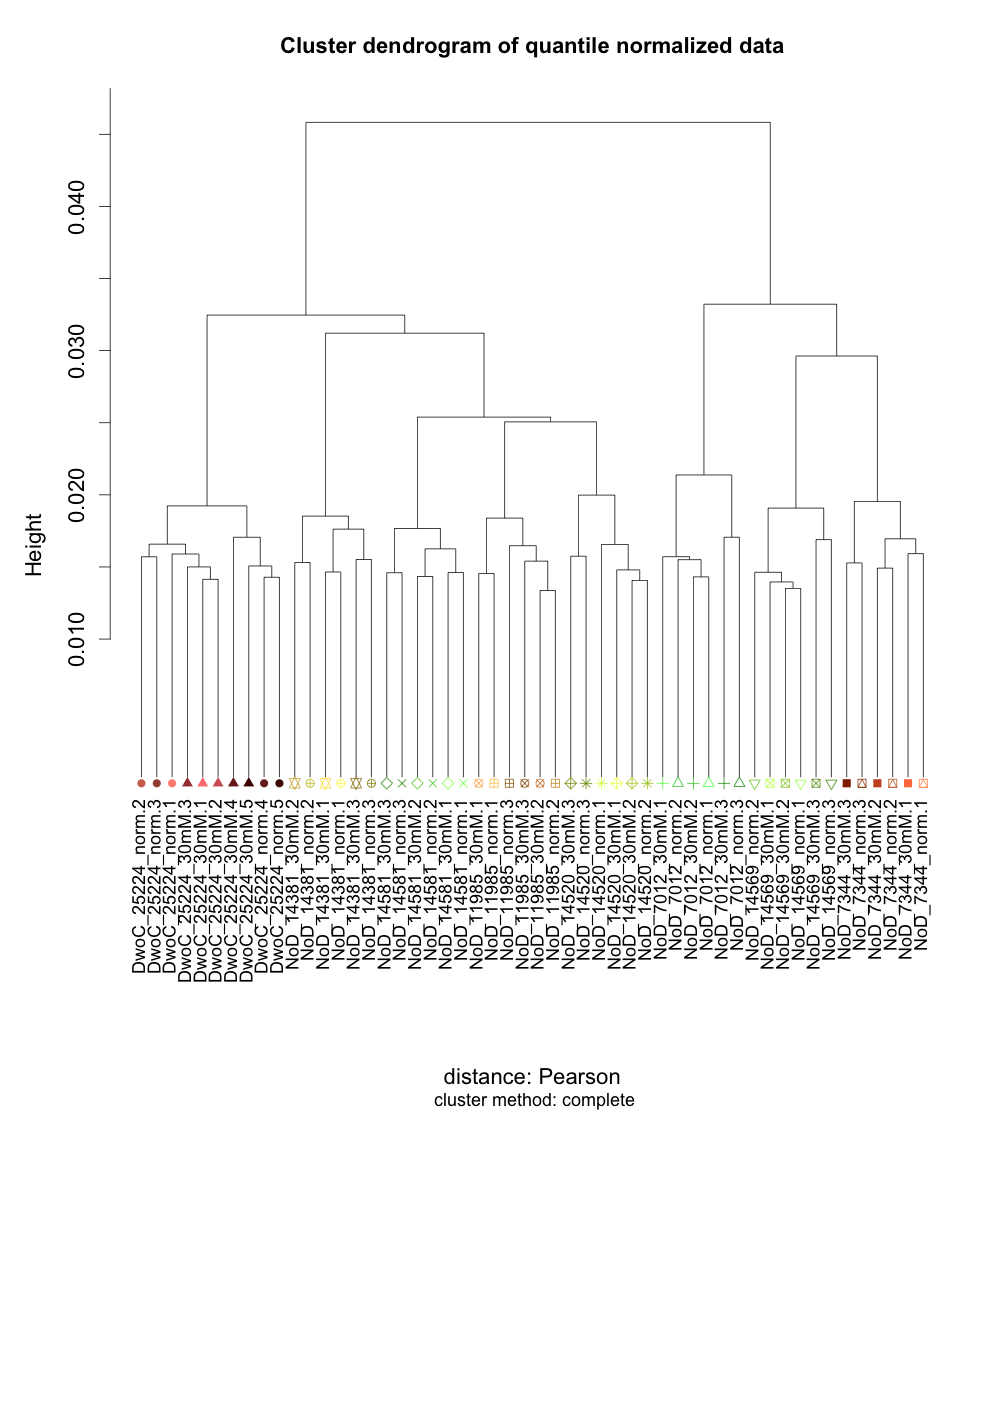 Cluster dendrogram of quantile normalized data
Height
0.040
0.030
0.020
0.010
DwoC_25224_norm.2
DwoC_25224_norm.3
DwoC_25224_norm.1
DwoC_25224_30mM.3
DwoC_25224_30mM.1
DwoC_25224_30mM.2
DwoC_25224_30mM.4
DwoC_25224_30mM.5
DwoC_25224_norm.4
DwoC_25224_norm.5
NoD_14381_30mM.2
NoD_14381_norm.2
NoD_14381_30mM.1
NoD_14381_norm.1
NoD_14381_30mM.3
NoD_14381_norm.3
NoD_14581_30mM.3
NoD_14581_norm.3
NoD_14581_30mM.2
NoD_14581_norm.2
NoD_14581_30mM.1
NoD_14581_norm.1
NoD_11985_30mM.1
NoD_11985_norm.1
NoD_11985_norm.3
NoD_11985_30mM.3
NoD_11985_30mM.2
NoD_11985_norm.2
NoD_14520_30mM.3
NoD_14520_norm.3
NoD_14520_norm.1
NoD_14520_30mM.1
NoD_14520_30mM.2
NoD_14520_norm.2
NoD_7012_30mM.1
NoD_7012_norm.2
NoD_7012_30mM.2
NoD_7012_norm.1
NoD_7012_30mM.3
NoD_7012_norm.3
NoD_14569_norm.2
NoD_14569_30mM.1
NoD_14569_30mM.2
NoD_14569_norm.1
NoD_14569_30mM.3
NoD_14569_norm.3
NoD_7344_30mM.3
NoD_7344_norm.3
NoD_7344_30mM.2
NoD_7344_norm.2
NoD_7344_30mM.1
NoD_7344_norm.1
distance: Pearson
cluster method: complete